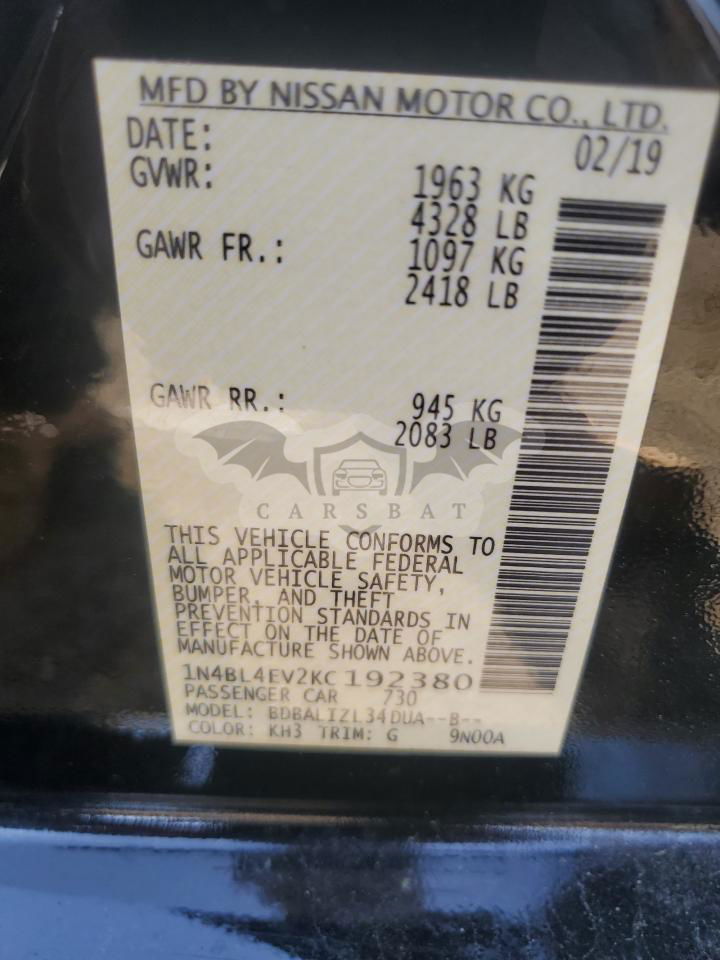 MFD BY NISSAN MOTOR CO., LTD.
DATE: 02/19
GVWR: 1963 KG
4328 LB
GAWR FR.: 1097 KG
2418 LB
GAWR RR.: 945 KG
2083 LB
CARSBAT
THIS VEHICLE CONFORMS TO
ALL APPLICABLE FEDERAL
MOTOR VEHICLE SAFETY,
BUMPER, AND THEFT
PREVENTION STANDARDS IN
EFFECT ON THE DATE OF
MANUFACTURE SHOWN ABOVE.
1N4BL4EV2KC192380
PASSENGER CAR 730
MODEL: BDBALTZL34DUA--B--
COLOR: KH3 TRIM: G 9N00A